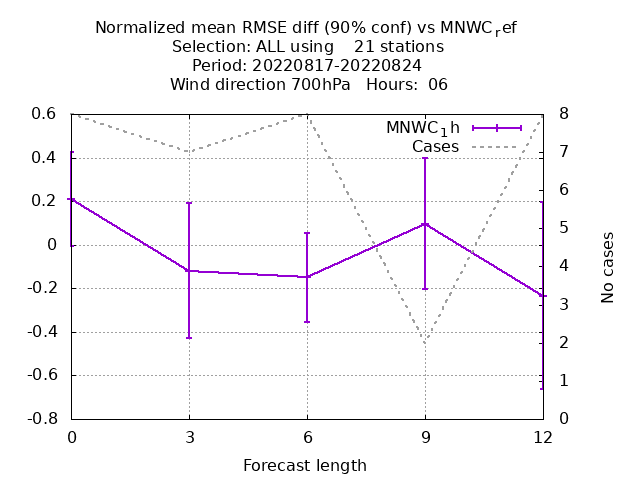 Normalized mean RMSE diff (90% conf) vs MNWC_ref
Selection: ALL using    21 stations
Period: 20220817-20220824
Wind direction 700hPa   Hours:  06
MNWC_1h
Cases
0.6
0.4
0.2
0
-0.2
-0.4
-0.6
-0.8
8
7
6
5
4
3
2
1
0
No cases
0 3 6 9 12
Forecast length